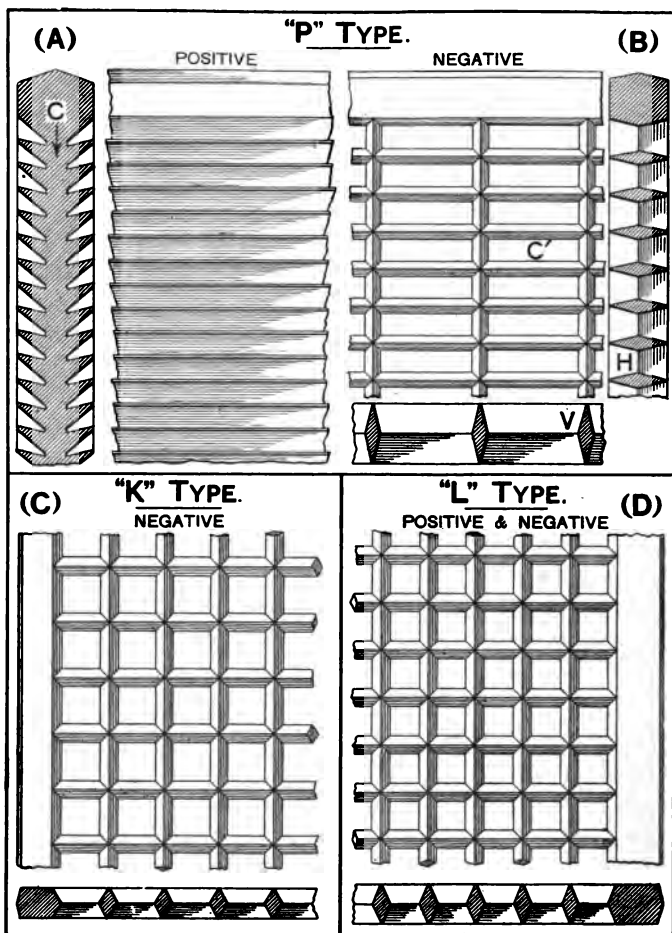 (A) "P" TYPE. (B)
POSITIVE NEGATIVE
C
C'
H
V
(C) "K" TYPE.
NEGATIVE
"L" TYPE. (D)
POSITIVE & NEGATIVE